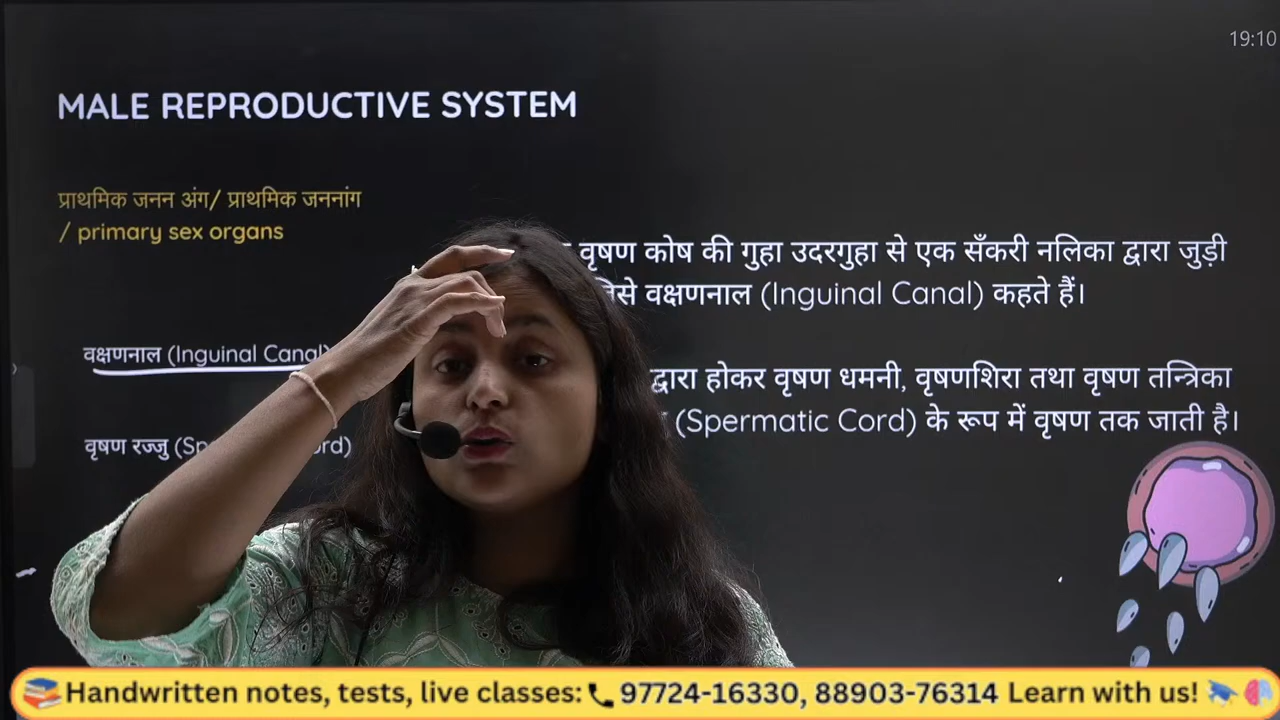 19:10
MALE REPRODUCTIVE SYSTEM
प्राथमिक जनन अंग/ प्राथमिक जननांग
/ primary sex organs
वृषण कोष की गुहा उदरगुहा से एक सँकरी नलिका द्वारा जुड़ी
वक्षणनाल (Inguinal Canal) कहते हैं।
वक्षणनाल (Inguinal Canal)
द्वारा होकर वृषण धमनी, वृषणशिरा तथा वृषण तन्त्रिका
(Spermatic Cord) के रूप में वृषण तक जाती है।
वृषण रज्जु
📚Handwritten notes, tests, live classes:📞97724-16330, 88903-76314 Learn with us!